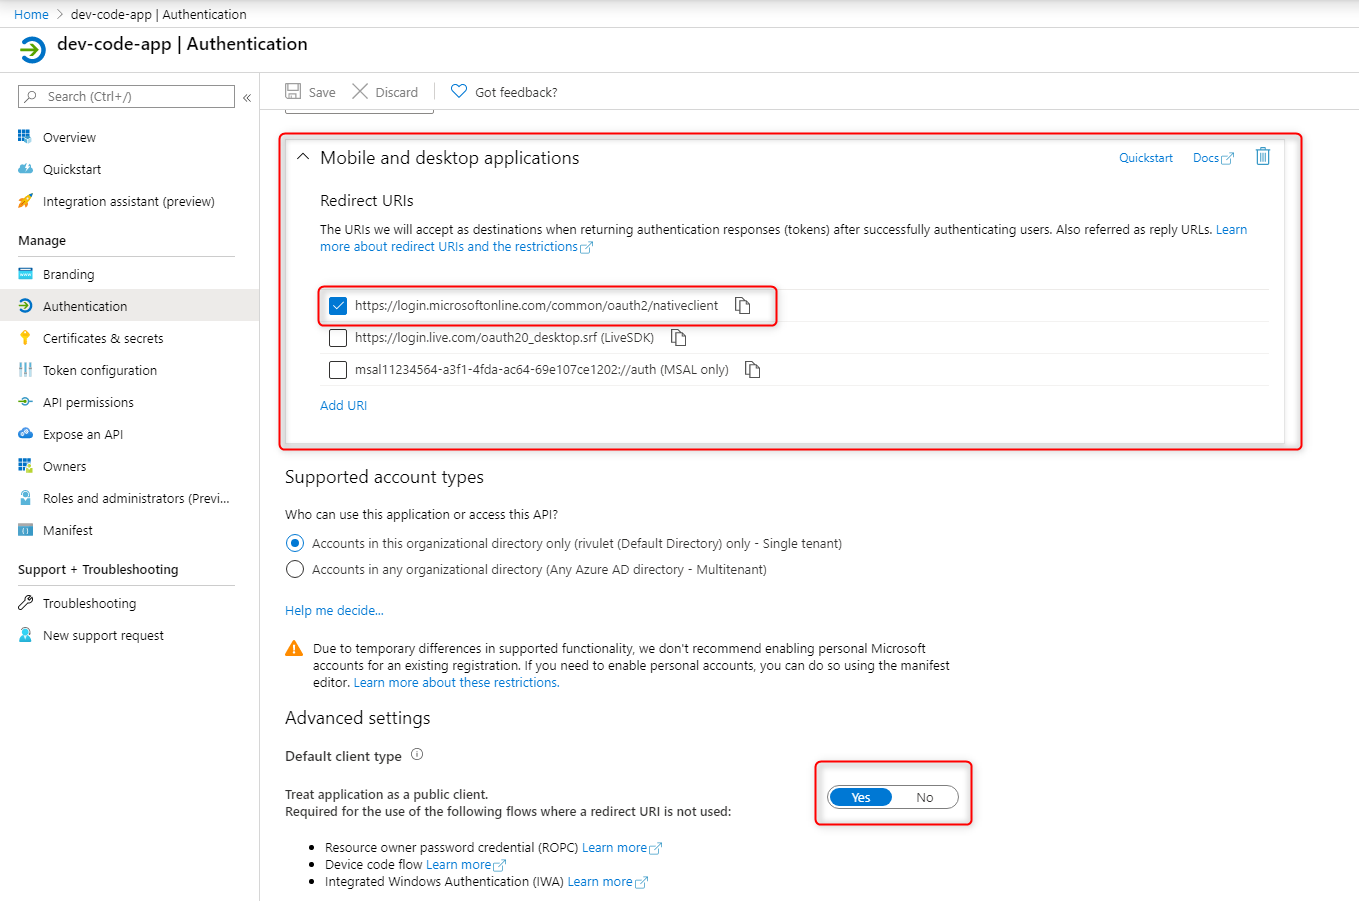 Home > dev-code-app | Authentication
dev-code-app | Authentication
Search (Ctrl+/)
«
Save
Discard
Got feedback?
Overview
Quickstart
Integration assistant (preview)
Manage
Branding
Authentication
Certificates & secrets
Token configuration
API permissions
Expose an API
Owners
Roles and administrators (Previ...
Manifest
Support + Troubleshooting
Troubleshooting
New support request
Mobile and desktop applications
Quickstart
Docs
Redirect URIs
The URIs we will accept as destinations when returning authentication responses (tokens) after successfully authenticating users. Also referred as reply URLs. Learn
more about redirect URIs and the restrictions
https://login.microsoftonline.com/common/oauth2/nativeclient
https://login.live.com/oauth20_desktop.srf (LiveSDK)
msal11234564-a3f1-4fda-ac64-69e107ce1202://auth (MSAL only)
Add URI
Supported account types
Who can use this application or access this API?
Accounts in this organizational directory only (rivulet (Default Directory) only - Single tenant)
Accounts in any organizational directory (Any Azure AD directory - Multitenant)
Help me decide...
Due to temporary differences in supported functionality, we don't recommend enabling personal Microsoft
accounts for an existing registration. If you need to enable personal accounts, you can do so using the manifest
editor. Learn more about these restrictions.
Advanced settings
Default client type
Treat application as a public client.
Required for the use of the following flows where a redirect URI is not used:
Yes
No
• Resource owner password credential (ROPC) Learn more
• Device code flow Learn more
• Integrated Windows Authentication (IWA) Learn more